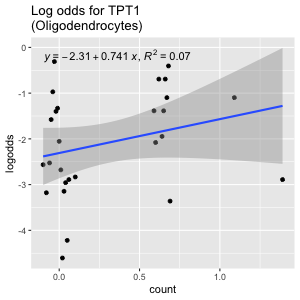 Log odds for TPT1
(Oligodendrocytes)
y = −2.31 + 0.741 x, R² = 0.07
0
-1
-2
-3
-4
logodds
0.0 0.5 1.0
count